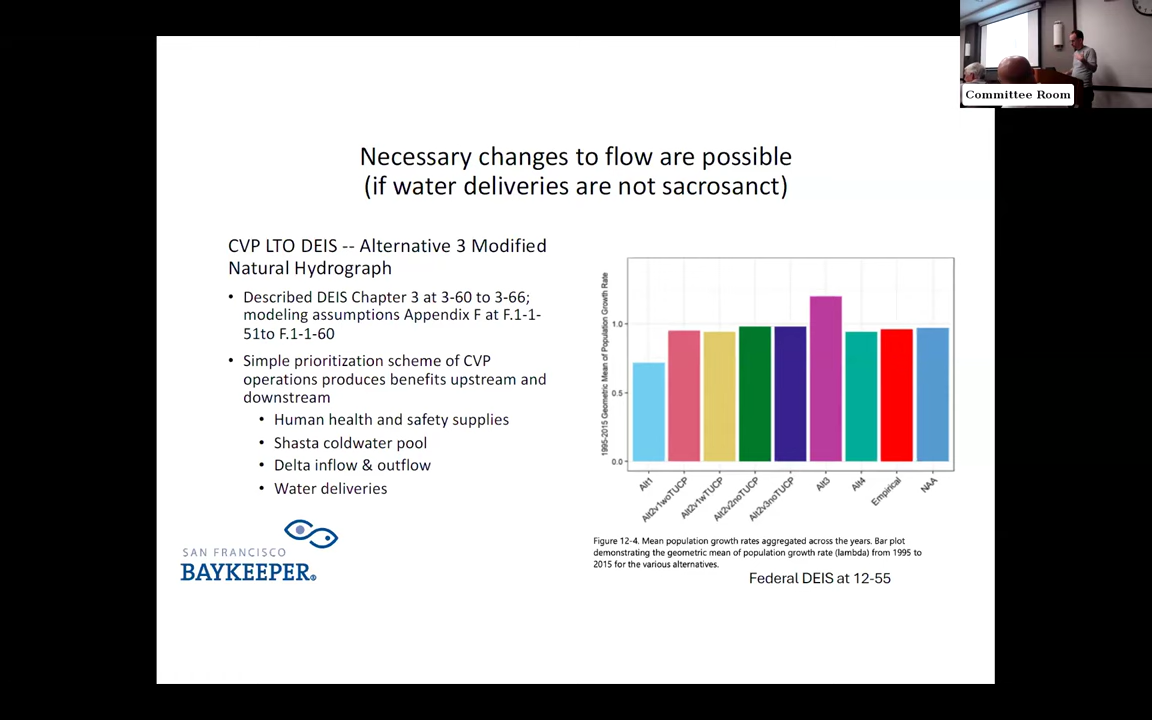 Committee Room
Necessary changes to flow are possible
(if water deliveries are not sacrosanct)
CVP LTO DEIS -- Alternative 3 Modified
Natural Hydrograph
• Described DEIS Chapter 3 at 3-60 to 3-66;
modeling assumptions Appendix F at F.1-1-
51to F.1-1-60
• Simple prioritization scheme of CVP
operations produces benefits upstream and
downstream
• Human health and safety supplies
• Shasta coldwater pool
• Delta inflow & outflow
• Water deliveries
SAN FRANCISCO
BAYKEEPER®
1995-2015 Geometric Mean of Population Growth Rate
1.0
0.5
0.0
Alt1
Alt2v1woTUCP
Alt2v1wTUCP
Alt2v2noTUCP
Alt2v3noTUCP
Alt3
Alt4
Empirical
NAA
Figure 12-4. Mean population growth rates aggregated across the years. Bar plot
demonstrating the geometric mean of population growth rate (lambda) from 1995 to
2015 for the various alternatives.
Federal DEIS at 12-55